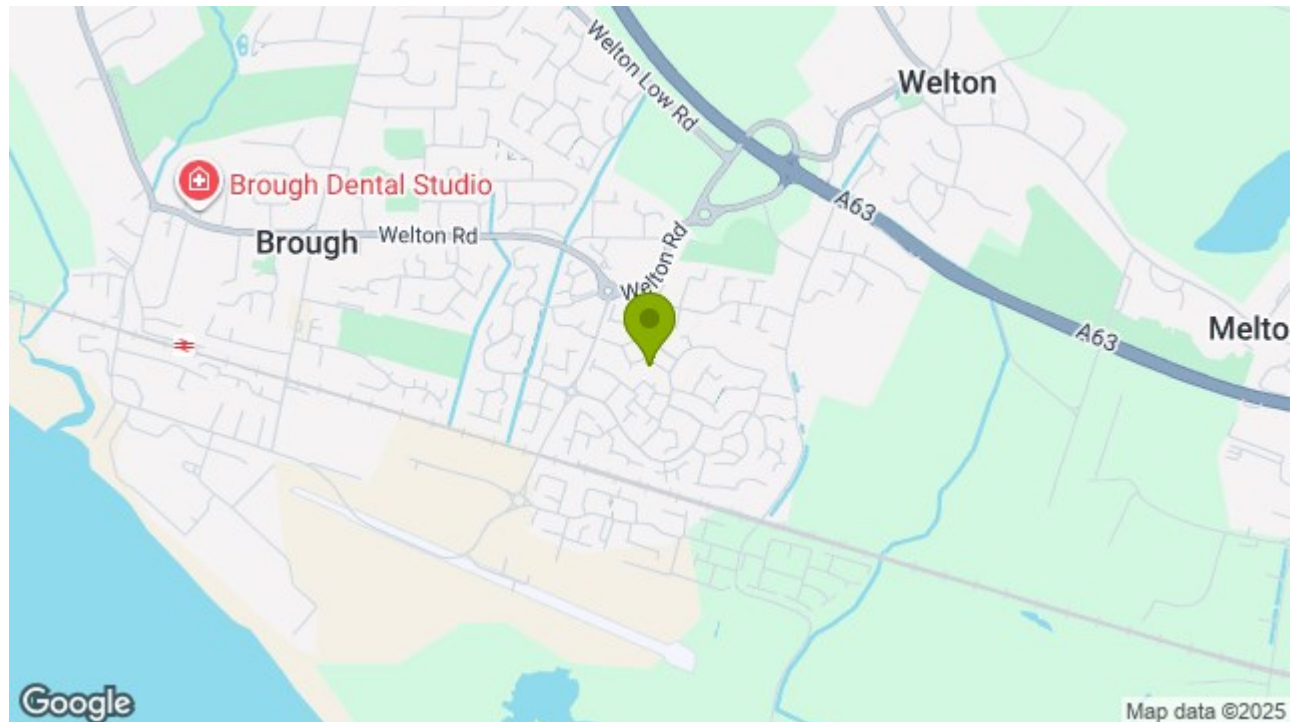 Welton Low Rd
Welton
Brough Dental Studio
A63
Brough
Welton Rd
Welton Rd
A63
Melto
Google
Map data ©2025